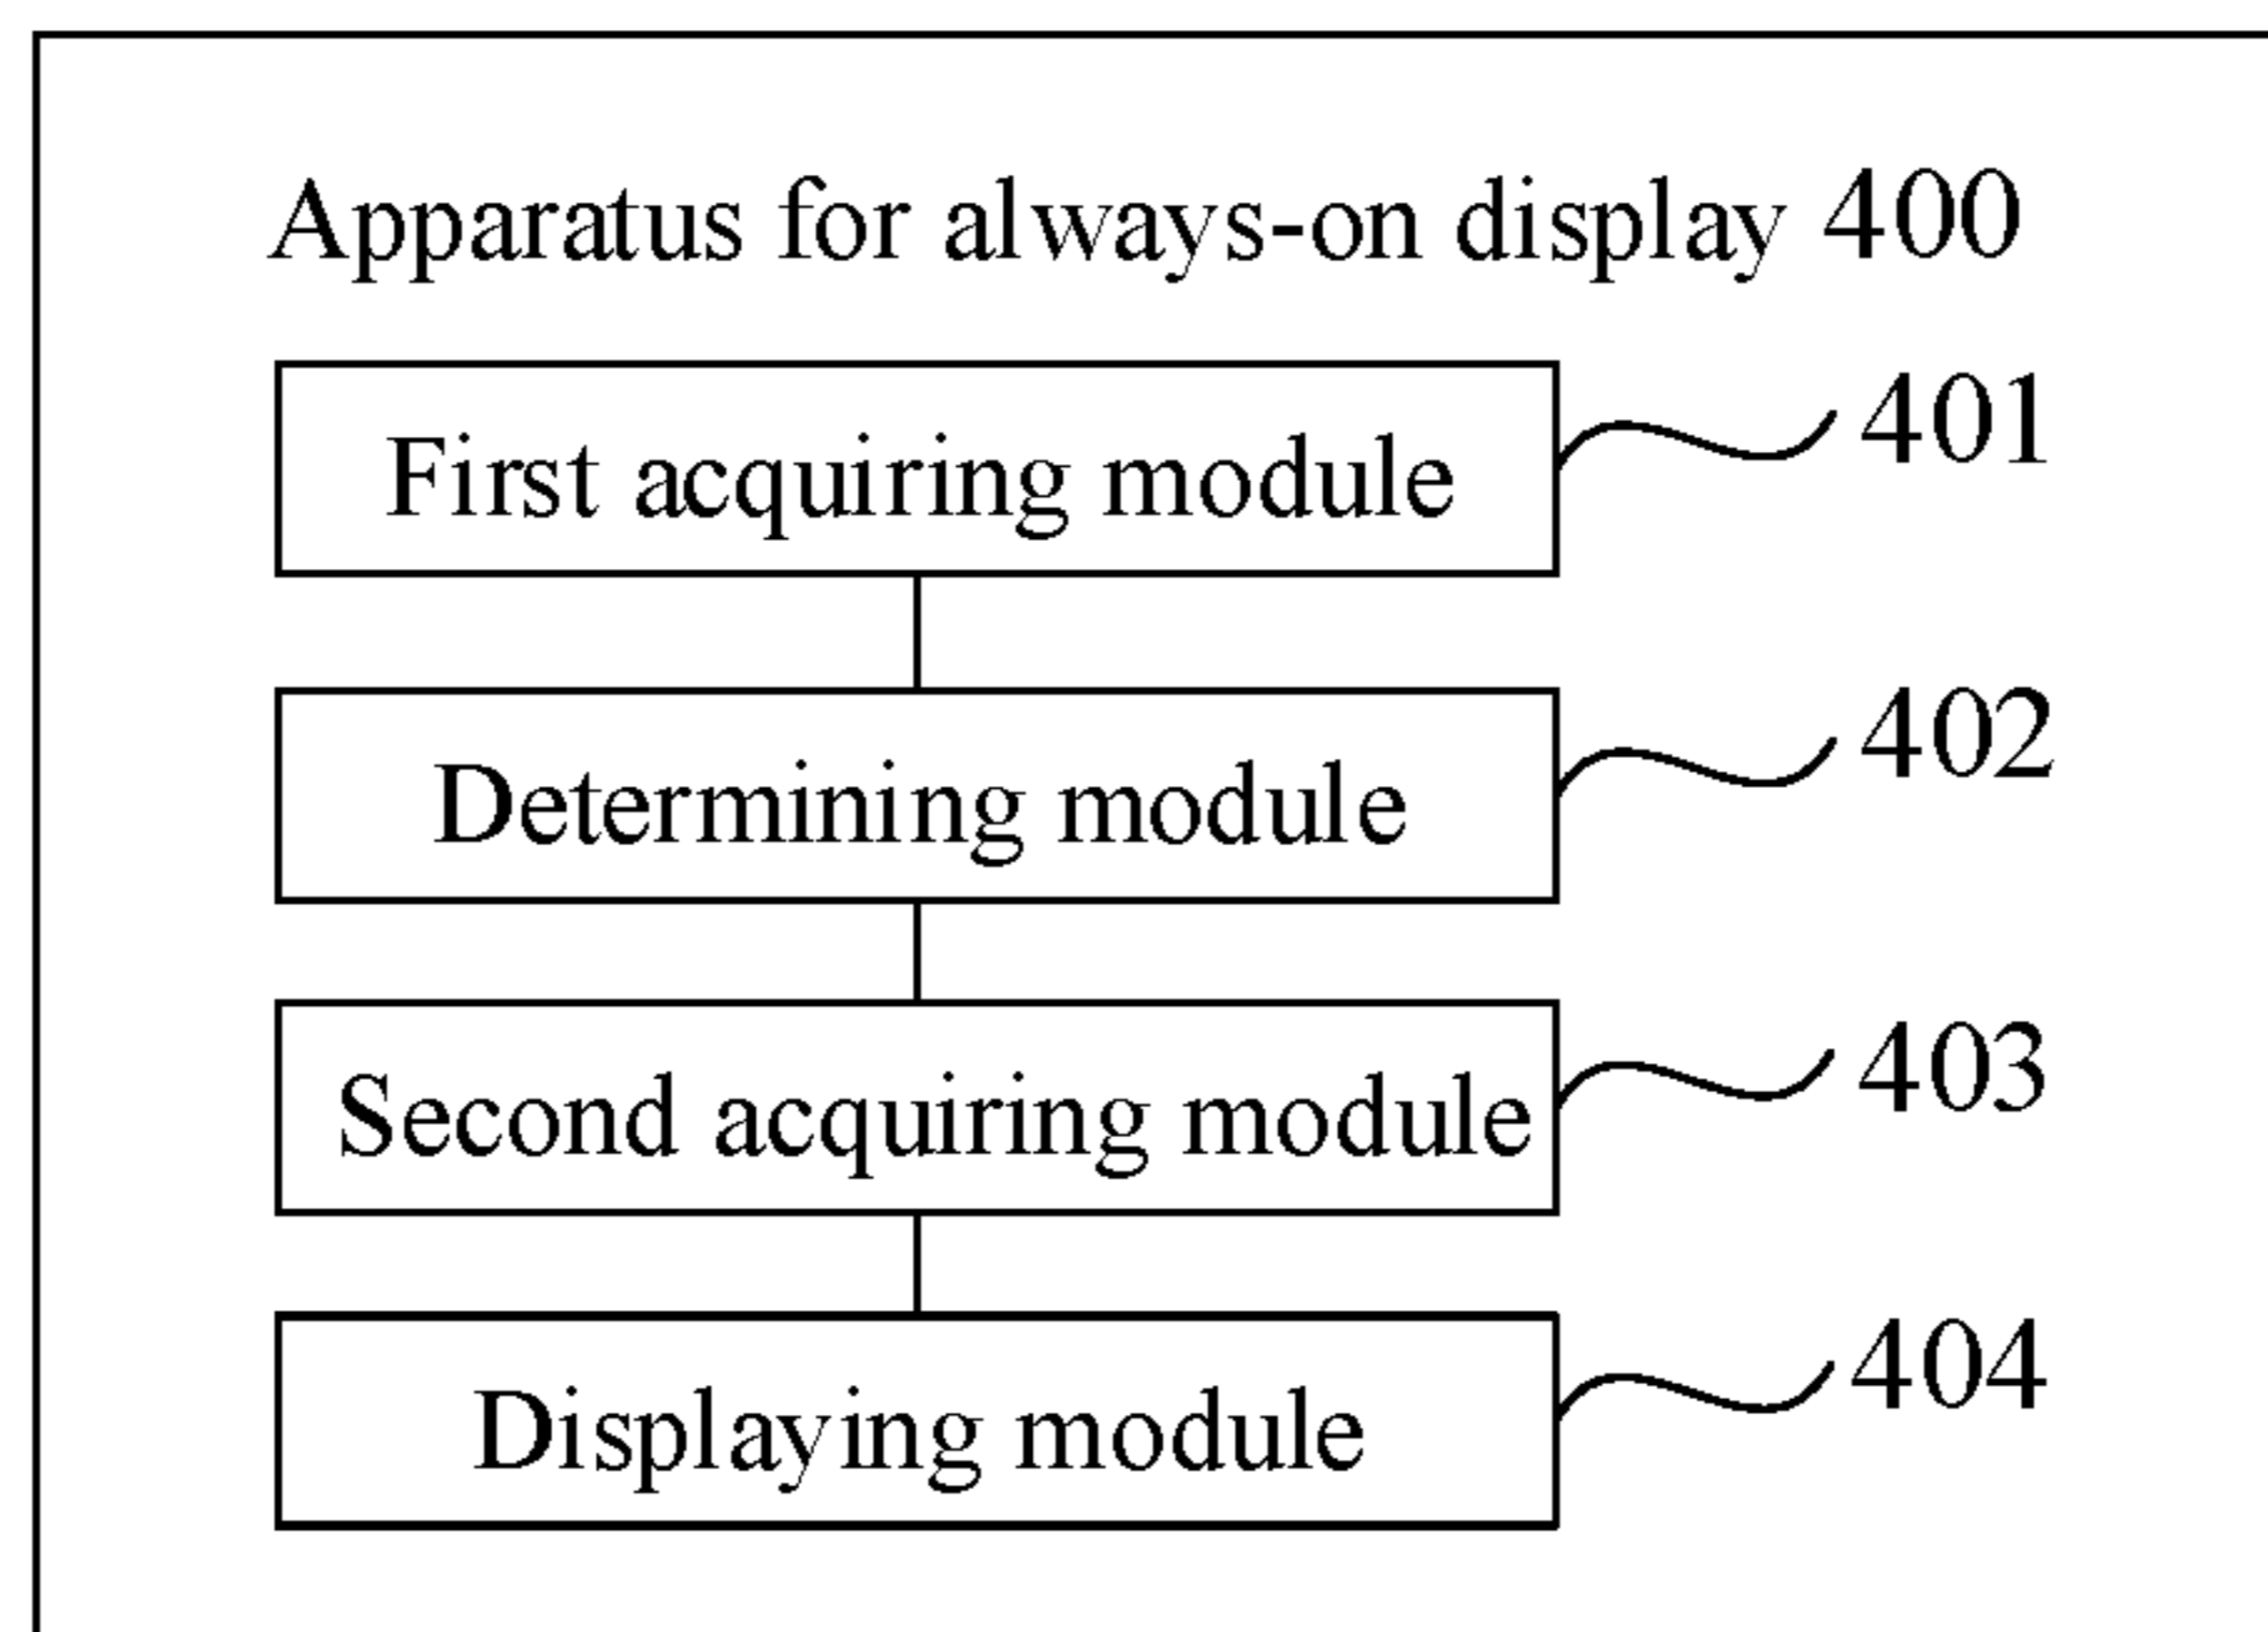 Apparatus for always-on display 400
First acquiring module
401
Determining module
402
Second acquiring module
403
Displaying module
404